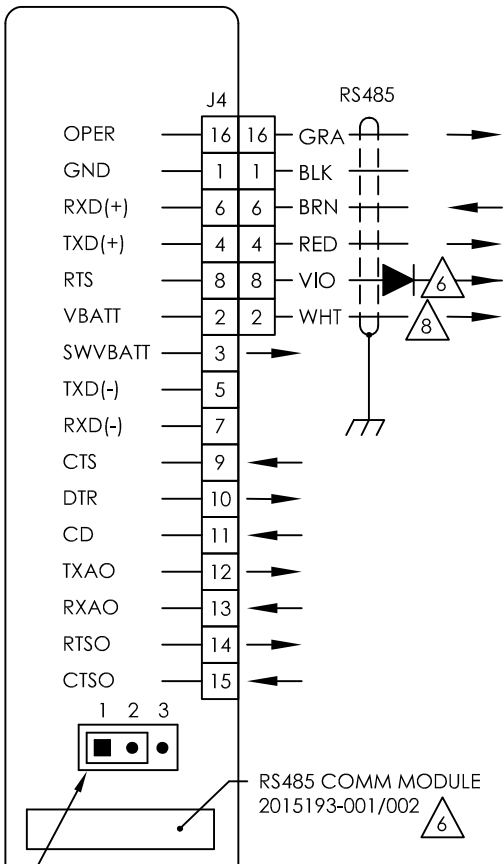 J4 RS485
OPER 16 16 GRA
GND 1 1 BLK
RXD(+) 6 6 BRN
TXD(+) 4 4 RED
RTS 8 8 VIO 6
VBATT 2 2 WHT 8
SWVBATT 3
TXD(-) 5
RXD(-) 7
CTS 9
DTR 10
CD 11
TXAO 12
RXAO 13
RTSO 14
CTSO 15
1 2 3
RS485 COMM MODULE
2015193-001/002 6